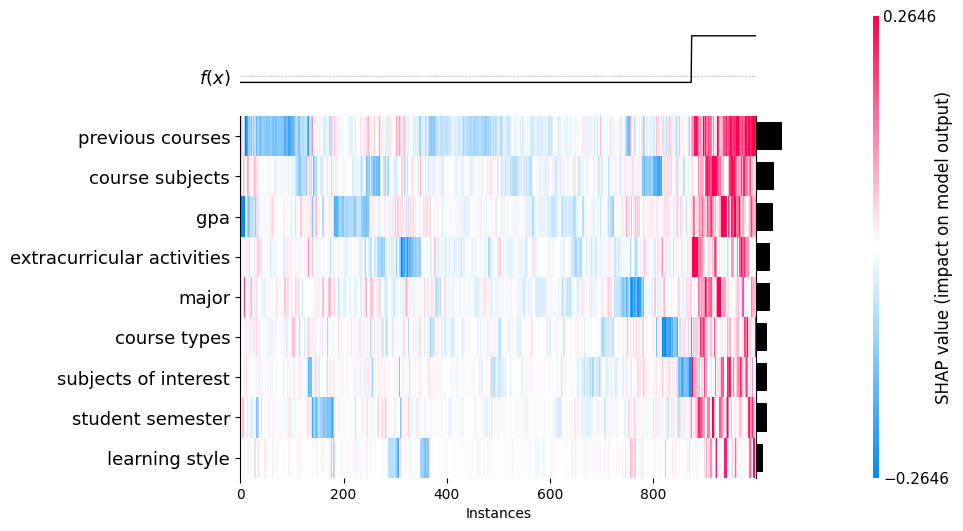 0.2646
f(x)
previous courses
course subjects
gpa
extracurricular activities
major
course types
subjects of interest
student semester
learning style
0 200 400 600 800
Instances
SHAP value (impact on model output)
−0.2646